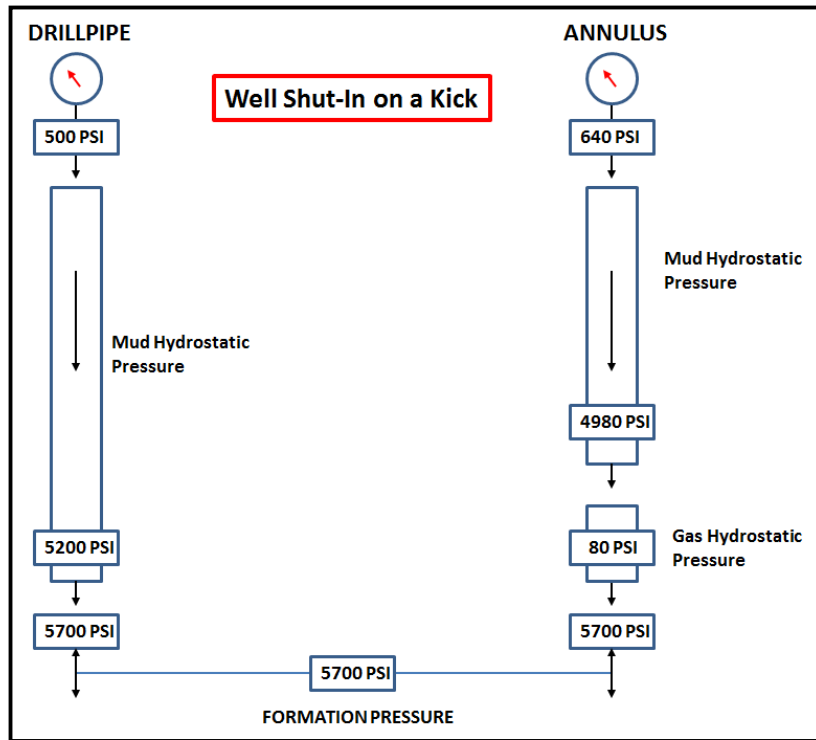 DRILLPIPE
ANNULUS
Well Shut-In on a Kick
500 PSI
640 PSI
Mud Hydrostatic
Pressure
Mud Hydrostatic
Pressure
4980 PSI
5200 PSI
80 PSI
Gas Hydrostatic
Pressure
5700 PSI
5700 PSI
5700 PSI
FORMATION PRESSURE